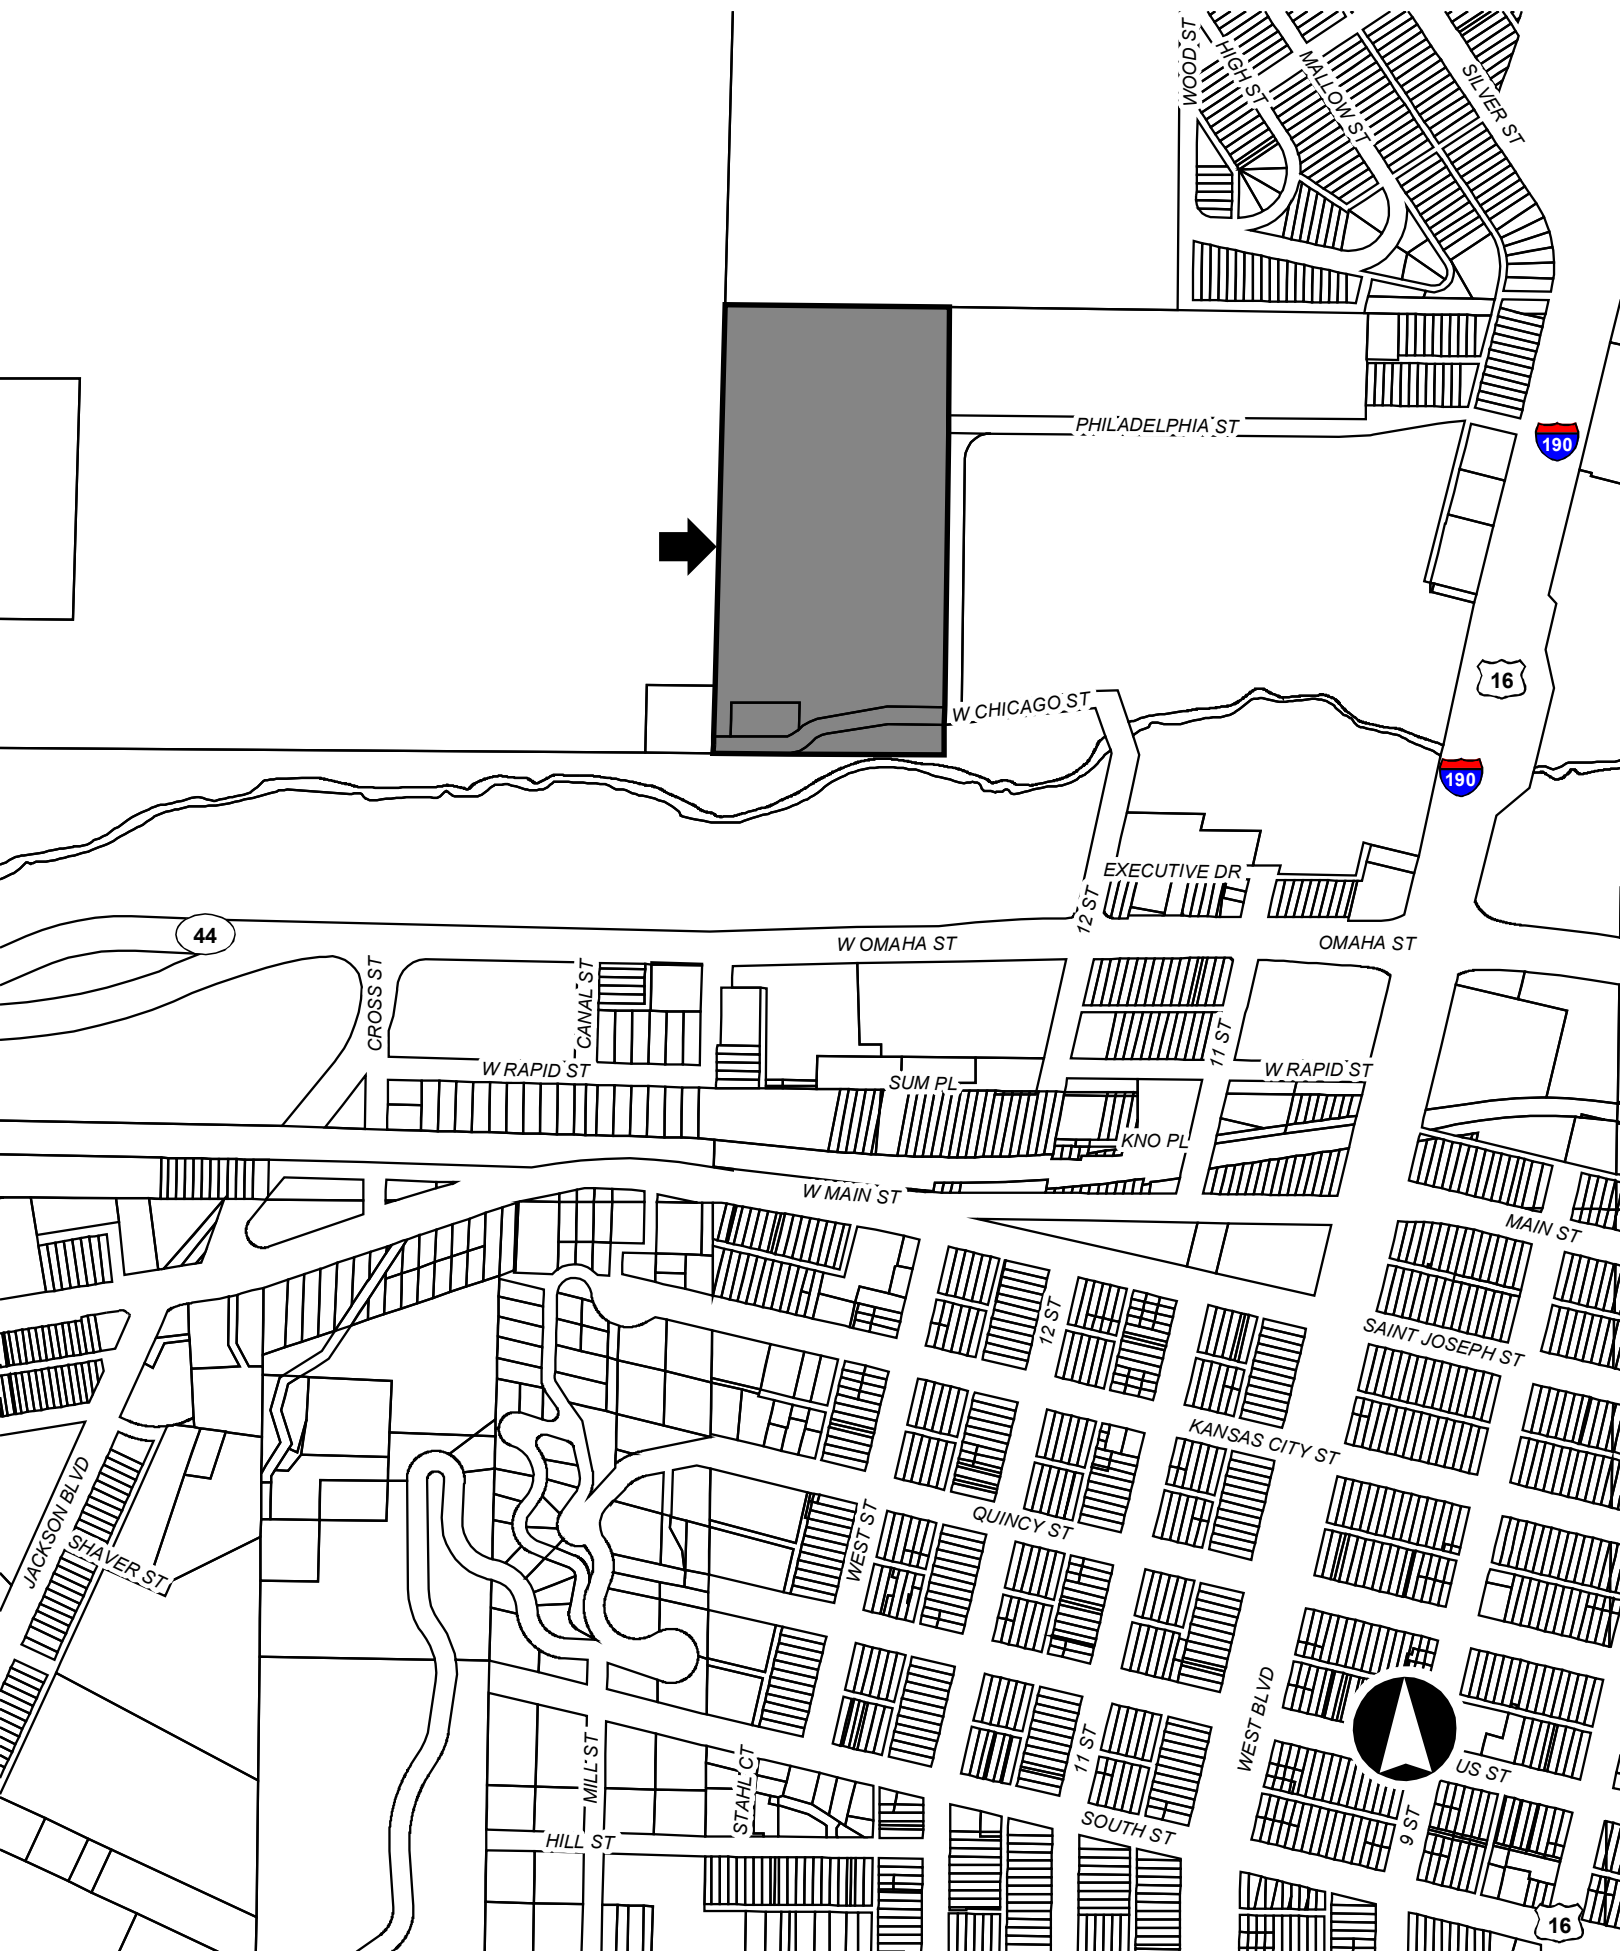 WOOD ST
HIGH ST
MALLOW ST
SILVER ST
PHILADELPHIA ST
190
16
W CHICAGO ST
190
EXECUTIVE DR
12 ST
44
W OMAHA ST
OMAHA ST
CROSS ST
CANAL ST
11 ST
W RAPID ST
SUM PL
W RAPID ST
KNO PL
W MAIN ST
MAIN ST
12 ST
SAINT JOSEPH ST
KANSAS CITY ST
JACKSON BLVD
QUINCY ST
WEST ST
SHAVER ST
WEST BLVD
11 ST
MILL ST
STAHL CT
US ST
SOUTH ST
9 ST
HILL ST
16